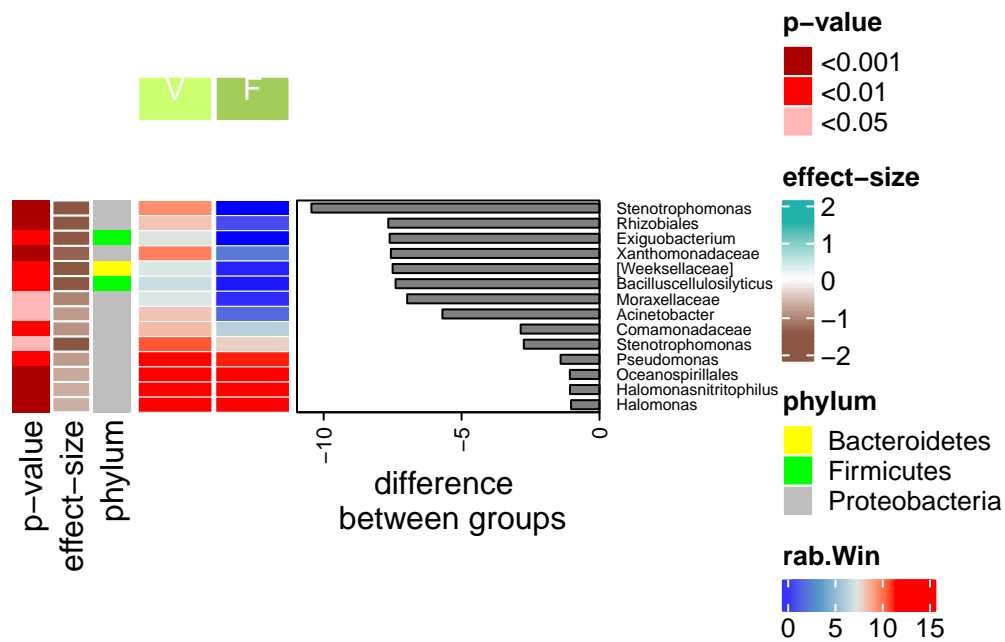 V F
Stenotrophomonas
Rhizobiales
Exiguobacterium
Xanthomonadaceae
[Weeksellaceae]
Bacilluscellulosilyticus
Moraxellaceae
Acinetobacter
Comamonadaceae
Stenotrophomonas
Pseudomonas
Oceanospirillales
Halomonasnitritophilus
Halomonas
p−value
effect−size
phylum
−10
−5
0
difference
between groups
p−value
<0.001
<0.01
<0.05
effect−size
2
1
0
−1
−2
phylum
Bacteroidetes
Firmicutes
Proteobacteria
rab.Win
0 5 10 15